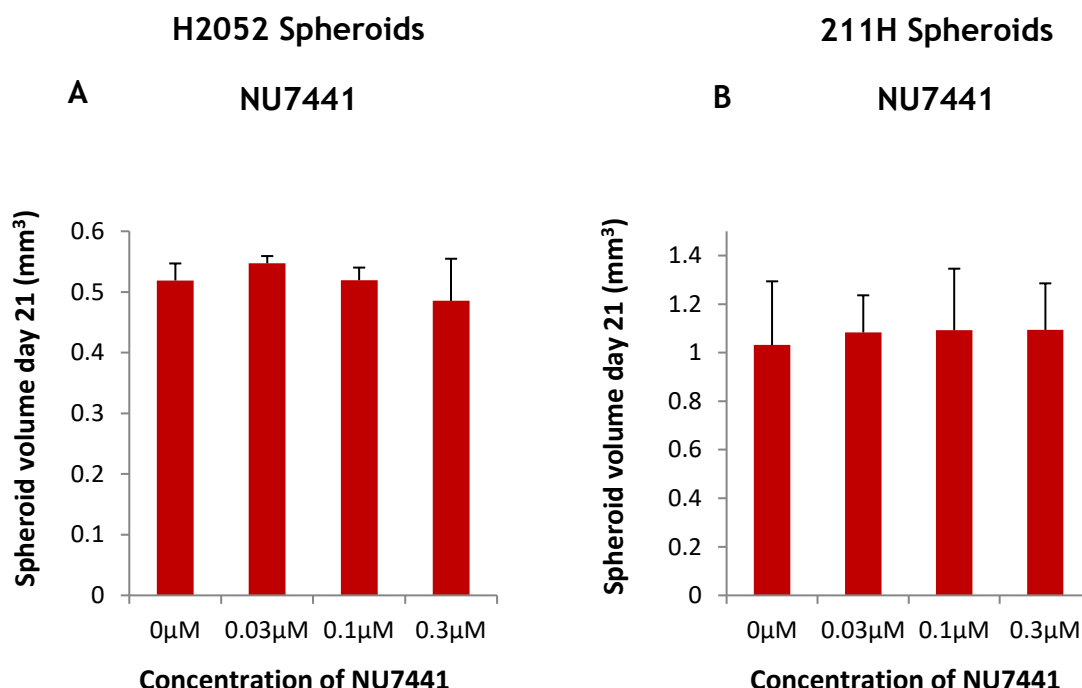 H2052 Spheroids
A
NU7441
Spheroid volume day 21 (mm³)
0.6
0.5
0.4
0.3
0.2
0.1
0
0µM
0.03µM
0.1µM
0.3µM
Concentration of NU7441
211H Spheroids
B
NU7441
Spheroid volume day 21 (mm³)
1.4
1.2
1
0.8
0.6
0.4
0.2
0
0µM
0.03µM
0.1µM
0.3µM
Concentration of NU7441